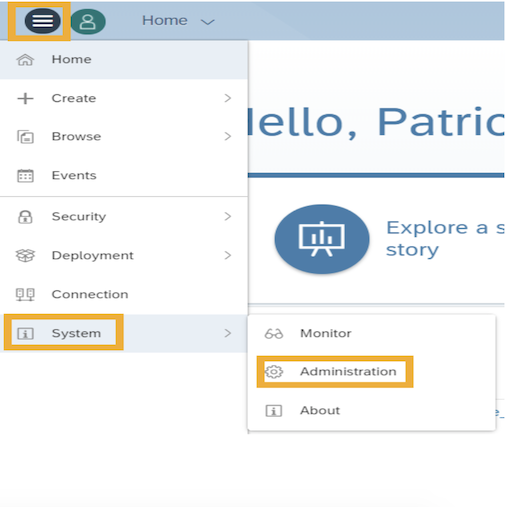 Home
Home
Create
Hello, Patric
Browse
Events
Security
Explore a s
story
Deployment
Connection
System
Monitor
Administration
About